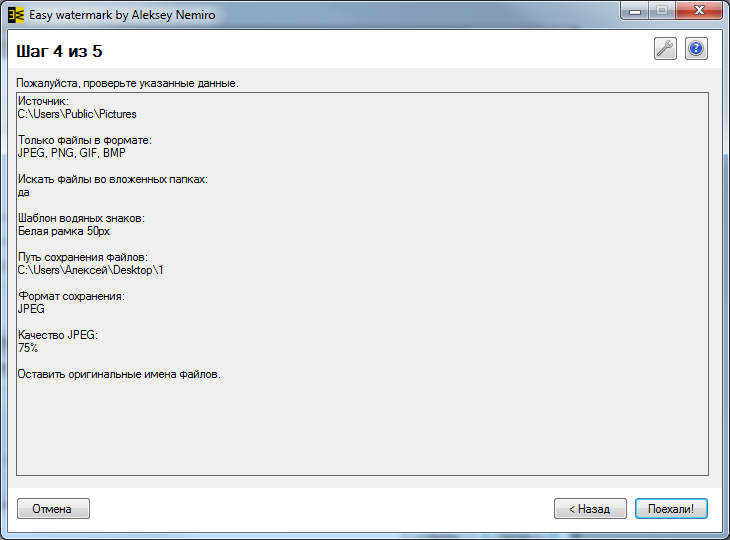 Easy watermark by Aleksey Nemiro
Шаг 4 из 5
Пожалуйста, проверьте указанные данные.
Источник:
C:\Users\Public\Pictures
Только файлы в формате:
JPEG, PNG, GIF, BMP
Искать файлы во вложенных папках:
да
Шаблон водяных знаков:
Белая рамка 50px
Путь сохранения файлов:
C:\Users\Алексей\Desktop\1
Формат сохранения:
JPEG
Качество JPEG:
75%
Оставить оригинальные имена файлов.
Отмена
< Назад
Поехали!